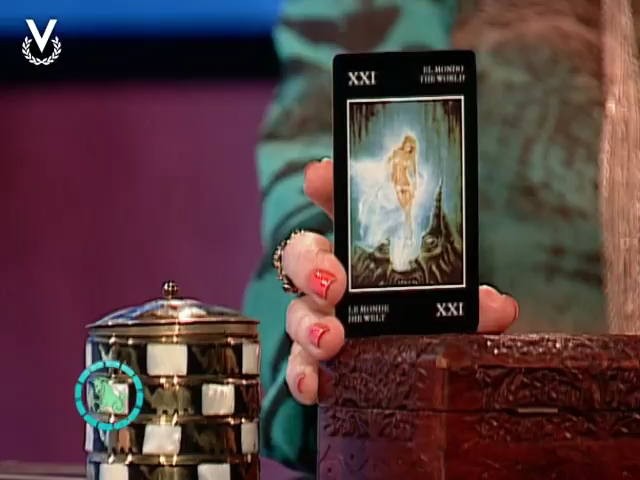 V
XXI
EL MONDO
THE WORLD
LE MONDE
DIE WELT
XXI